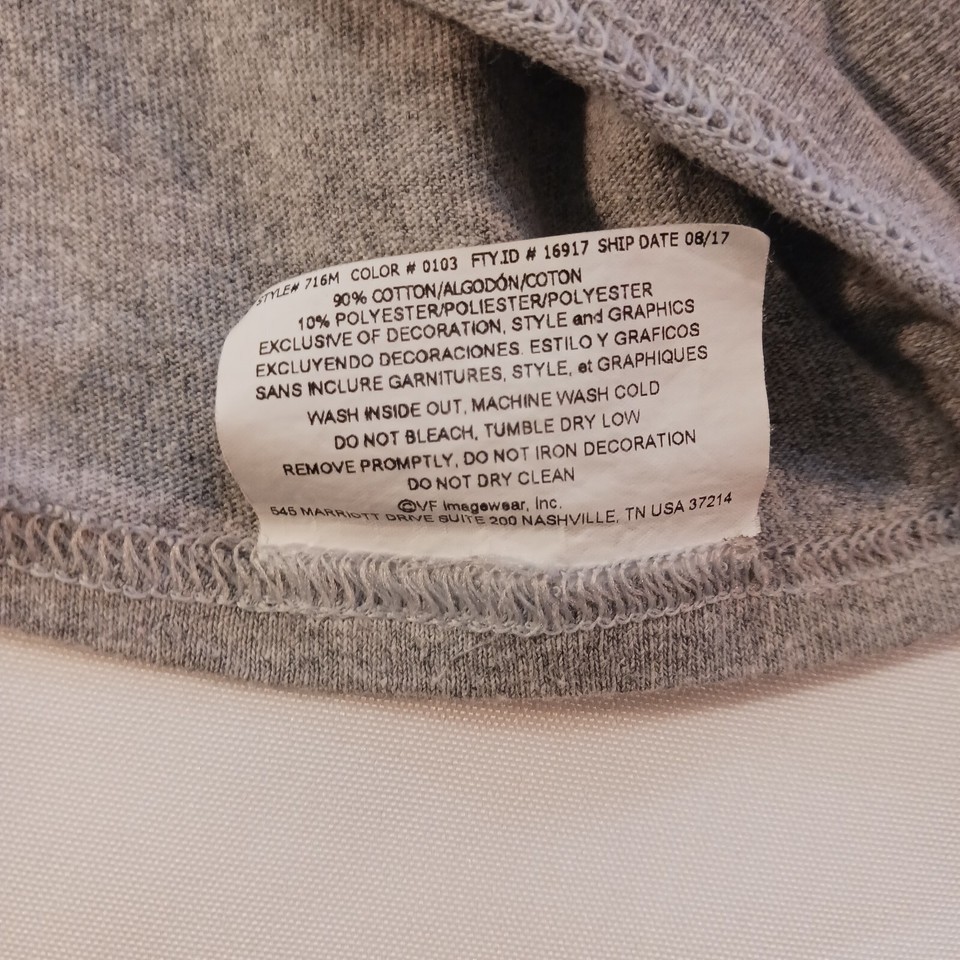 STYLE# 716M COLOR # 0103 FTY.ID # 16917 SHIP DATE 08/17
90% COTTON/ALGODÓN/COTON
10% POLYESTER/POLIESTER/POLYESTER
EXCLUSIVE OF DECORATION, STYLE and GRAPHICS
EXCLUYENDO DECORACIONES. ESTILO Y GRAFICOS
SANS INCLURE GARNITURES, STYLE, et GRAPHIQUES
WASH INSIDE OUT, MACHINE WASH COLD
DO NOT BLEACH, TUMBLE DRY LOW
REMOVE PROMPTLY, DO NOT IRON DECORATION
DO NOT DRY CLEAN
©VF Imagewear, Inc.
545 MARRIOTT DRIVE SUITE 200 NASHVILLE, TN USA 37214